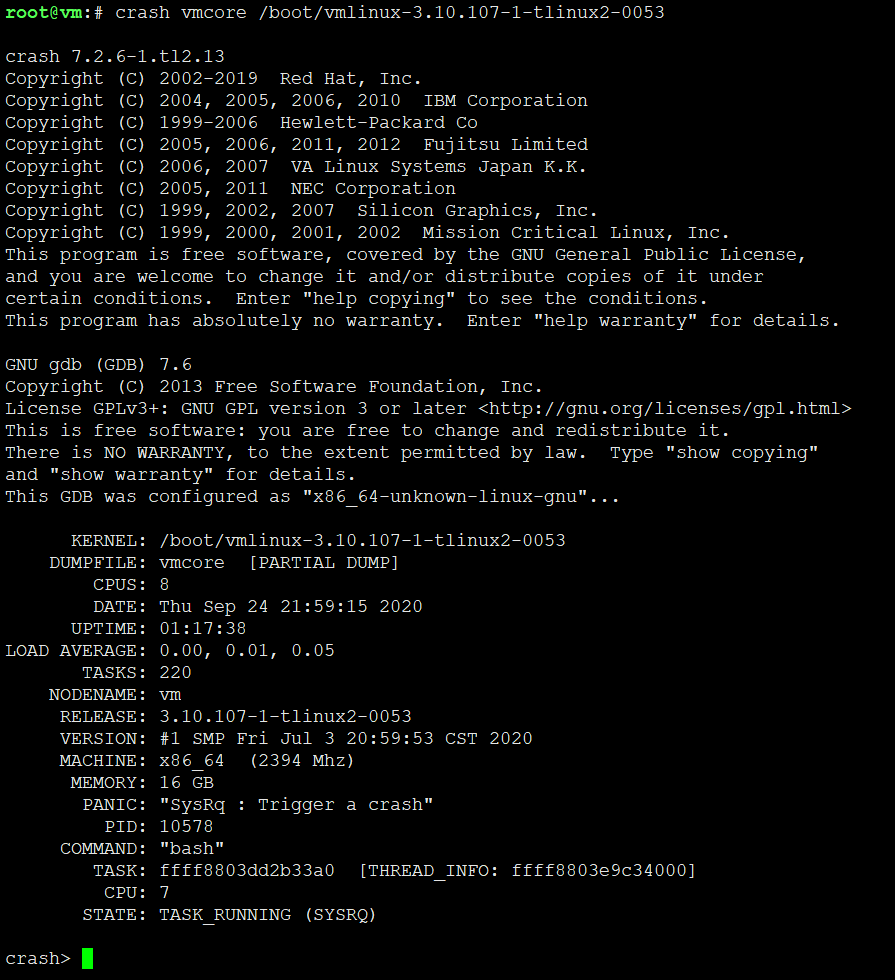 root@vm:# crash vmcore /boot/vmlinux-3.10.107-1-tlinux2-0053
crash 7.2.6-1.tl2.13
Copyright (C) 2002-2019  Red Hat, Inc.
Copyright (C) 2004, 2005, 2006, 2010  IBM Corporation
Copyright (C) 1999-2006  Hewlett-Packard Co
Copyright (C) 2005, 2006, 2011, 2012  Fujitsu Limited
Copyright (C) 2006, 2007  VA Linux Systems Japan K.K.
Copyright (C) 2005, 2011  NEC Corporation
Copyright (C) 1999, 2002, 2007  Silicon Graphics, Inc.
Copyright (C) 1999, 2000, 2001, 2002  Mission Critical Linux, Inc.
This program is free software, covered by the GNU General Public License,
and you are welcome to change it and/or distribute copies of it under
certain conditions.  Enter "help copying" to see the conditions.
This program has absolutely no warranty.  Enter "help warranty" for details.
GNU gdb (GDB) 7.6
Copyright (C) 2013 Free Software Foundation, Inc.
License GPLv3+: GNU GPL version 3 or later <http://gnu.org/licenses/gpl.html>
This is free software: you are free to change and redistribute it.
There is NO WARRANTY, to the extent permitted by law.  Type "show copying"
and "show warranty" for details.
This GDB was configured as "x86_64-unknown-linux-gnu"...
KERNEL: /boot/vmlinux-3.10.107-1-tlinux2-0053
DUMPFILE: vmcore  [PARTIAL DUMP]
CPUS: 8
DATE: Thu Sep 24 21:59:15 2020
UPTIME: 01:17:38
LOAD AVERAGE: 0.00, 0.01, 0.05
TASKS: 220
NODENAME: vm
RELEASE: 3.10.107-1-tlinux2-0053
VERSION: #1 SMP Fri Jul 3 20:59:53 CST 2020
MACHINE: x86_64  (2394 Mhz)
MEMORY: 16 GB
PANIC: "SysRq : Trigger a crash"
PID: 10578
COMMAND: "bash"
TASK: ffff8803dd2b33a0  [THREAD_INFO: ffff8803e9c34000]
CPU: 7
STATE: TASK_RUNNING (SYSRQ)
crash>